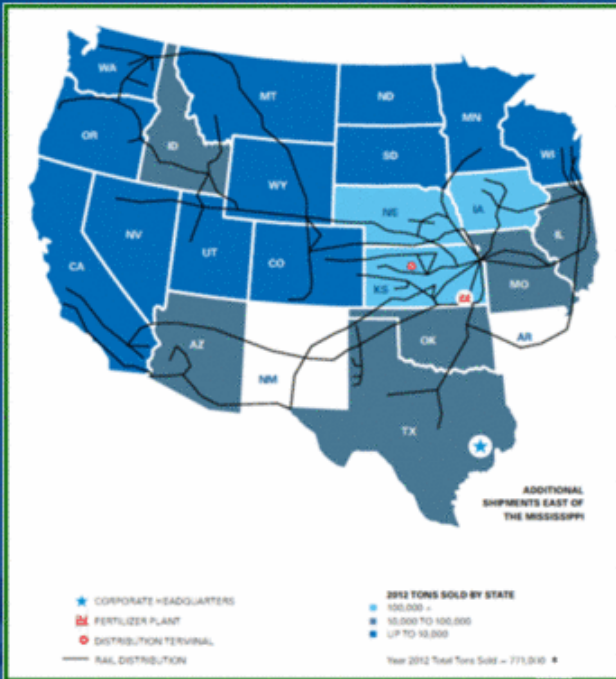 WA
MT
ND
MN
OR
ID
SD
WI
WY
NE
IA
NV
UT
CO
IL
CA
KS
MO
AZ
OK
AR
NM
TX
ADDITIONAL
SHIPMENTS EAST OF
THE MISSISSIPPI
CORPORATE HEADQUARTERS
FERTILIZER PLANT
DISTRIBUTION TERMINAL
RAIL DISTRIBUTION
2012 TONS SOLD BY STATE
100,000 +
10,000 TO 100,000
UP TO 10,000
Year 2012 Total Tons Sold – 771,000